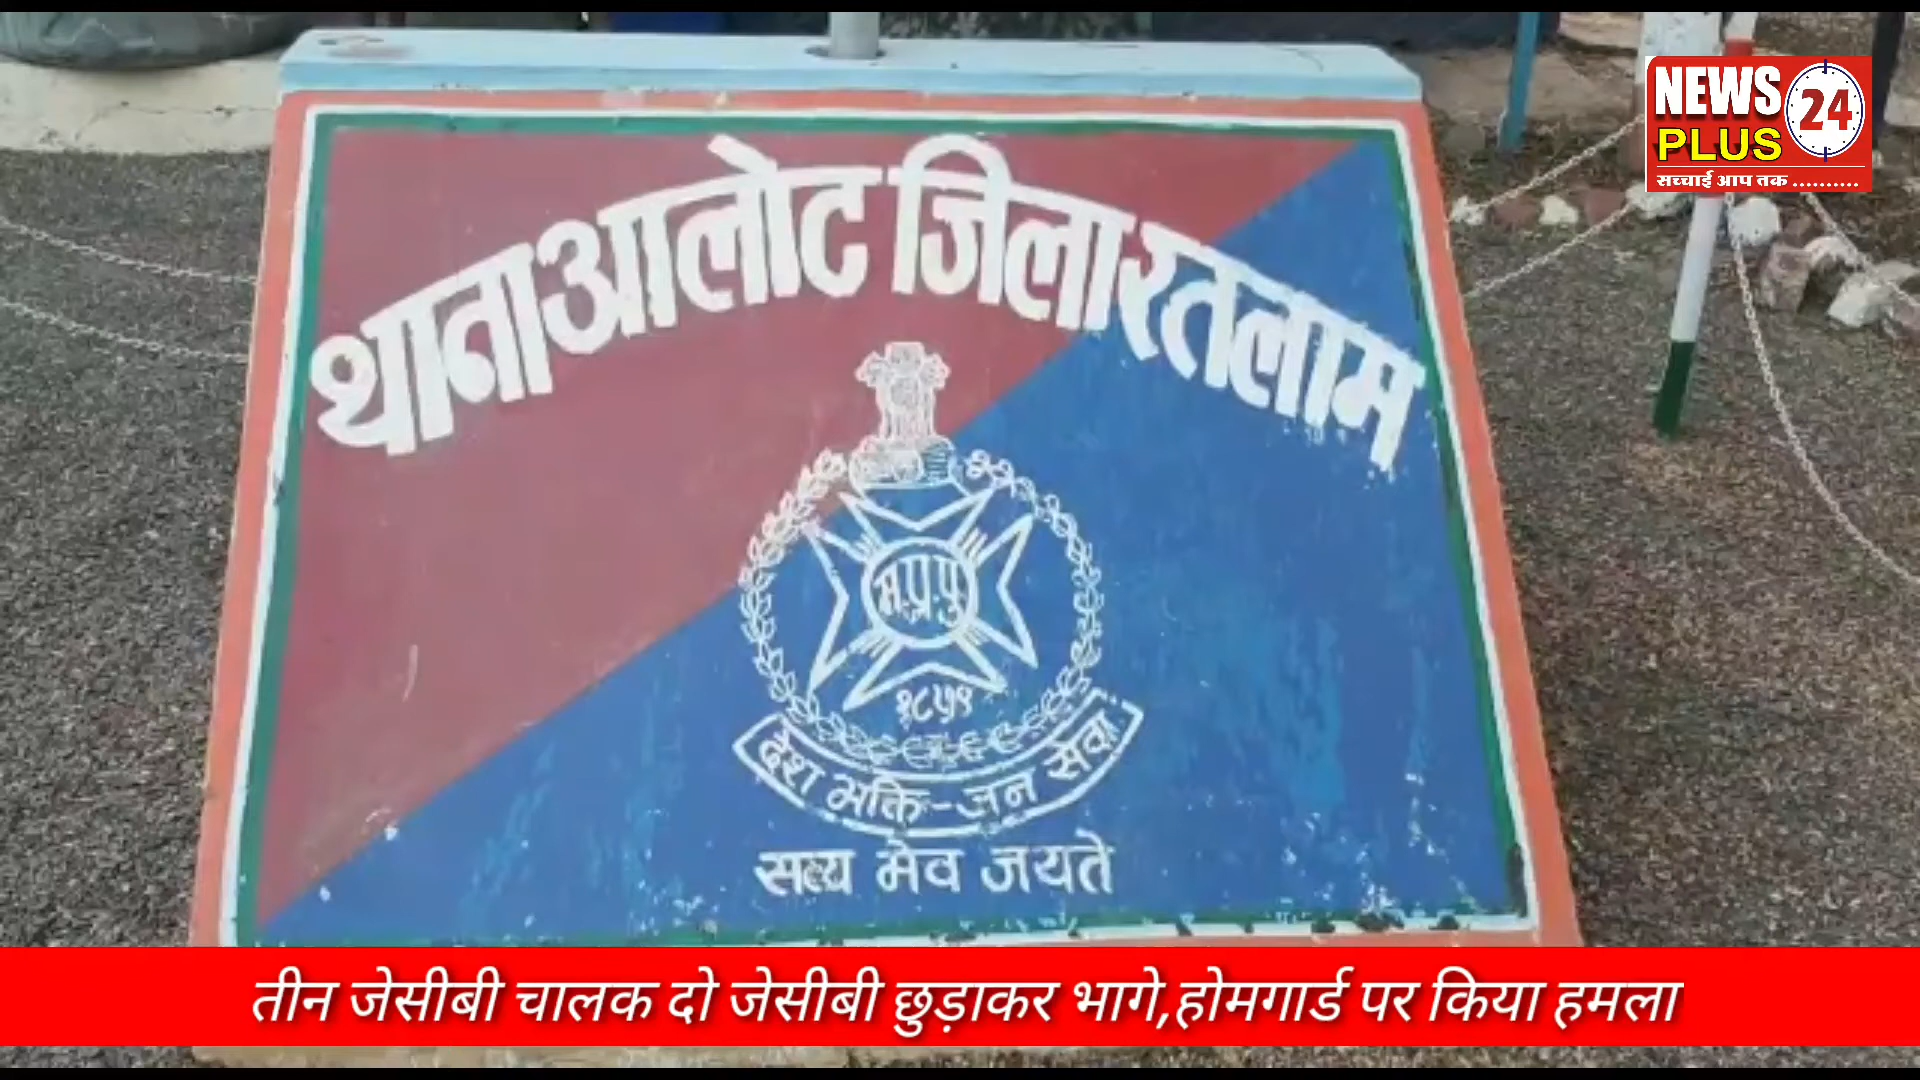 NEWS 24
PLUS
सच्चाई आप तक ..........
थाना आलोट जिला रतलाम
म.प्र.पु
१८५९
देश भक्ति-जन सेवा
सत्य मेव जयते
तीन जेसीबी चालक दो जेसीबी छुड़ाकर भागे,होमगार्ड पर किया हमला